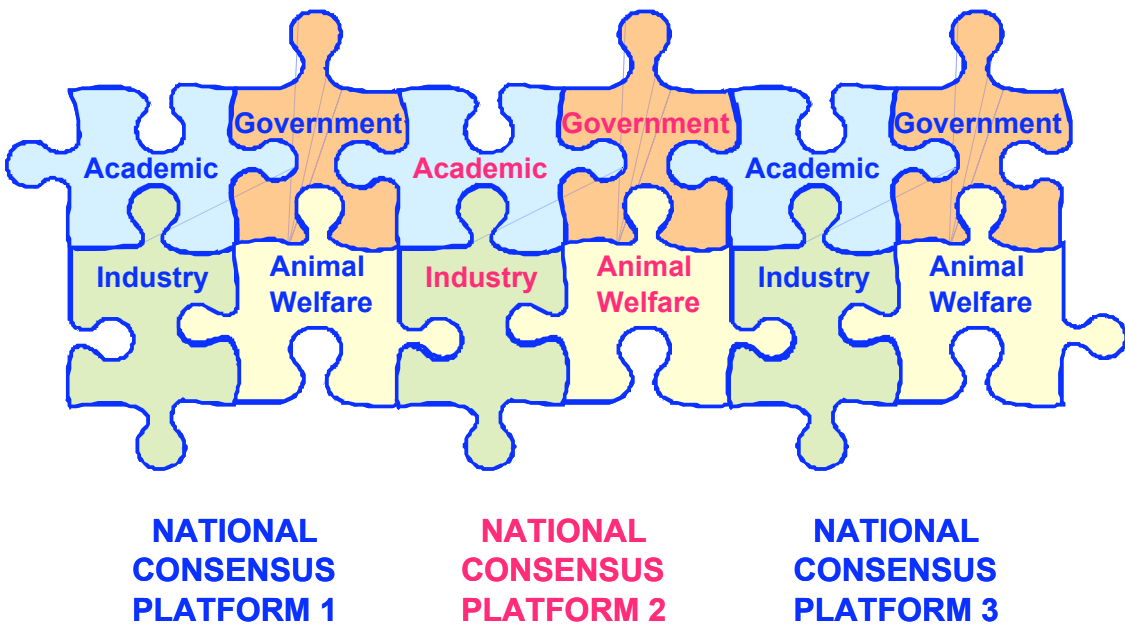 Government
Government
Government
Academic
Academic
Academic
Industry
Animal
Welfare
Industry
Animal
Welfare
Industry
Animal
Welfare
NATIONAL
CONSENSUS
PLATFORM 1
NATIONAL
CONSENSUS
PLATFORM 2
NATIONAL
CONSENSUS
PLATFORM 3